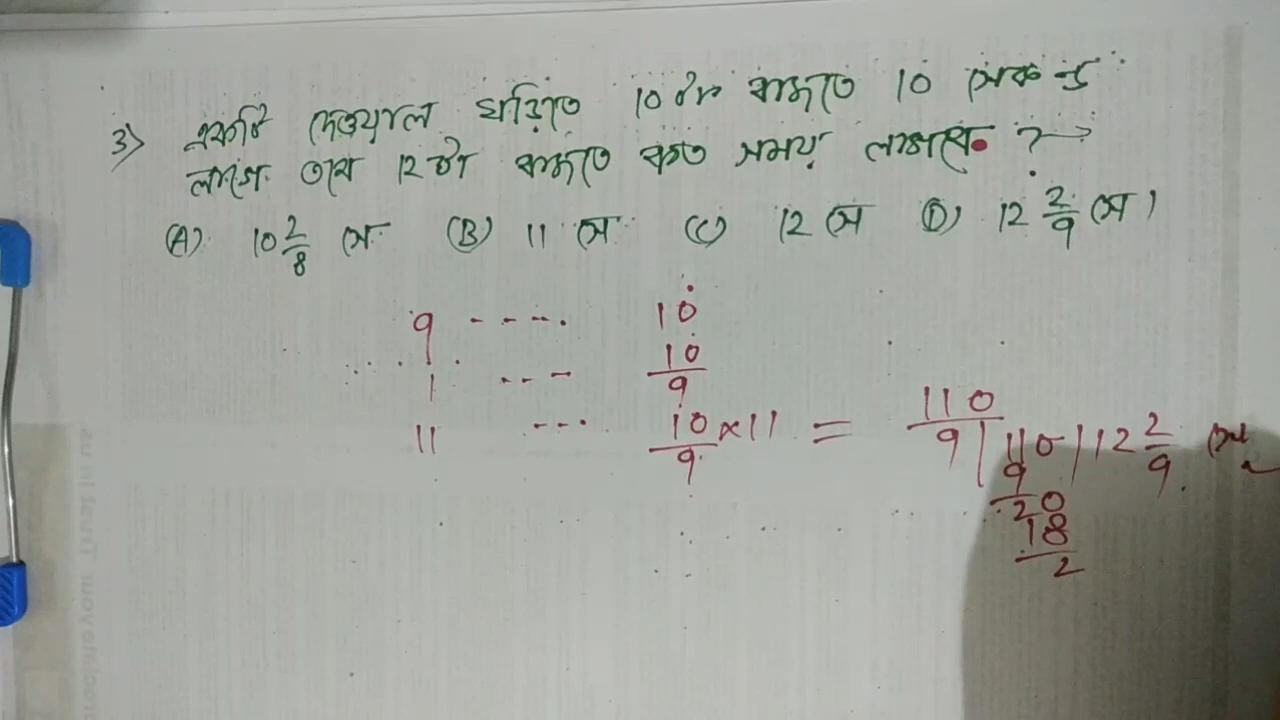 3) একটি দেওয়াল ঘড়িতে 10 টা বাজতে 10 সেকেন্ড
লাগে তবে 12 টা বাজতে কত সময় লাগবে ?
(A) 10 2/8 সে (B) 11 সে (C) 12 সে (D) 12 2/9 সে।
9 ---- 10
1 --- 10/9
11 --- 10/9 × 11 = 110/9
9 | 110 | 12 2/9
9
20
18
2